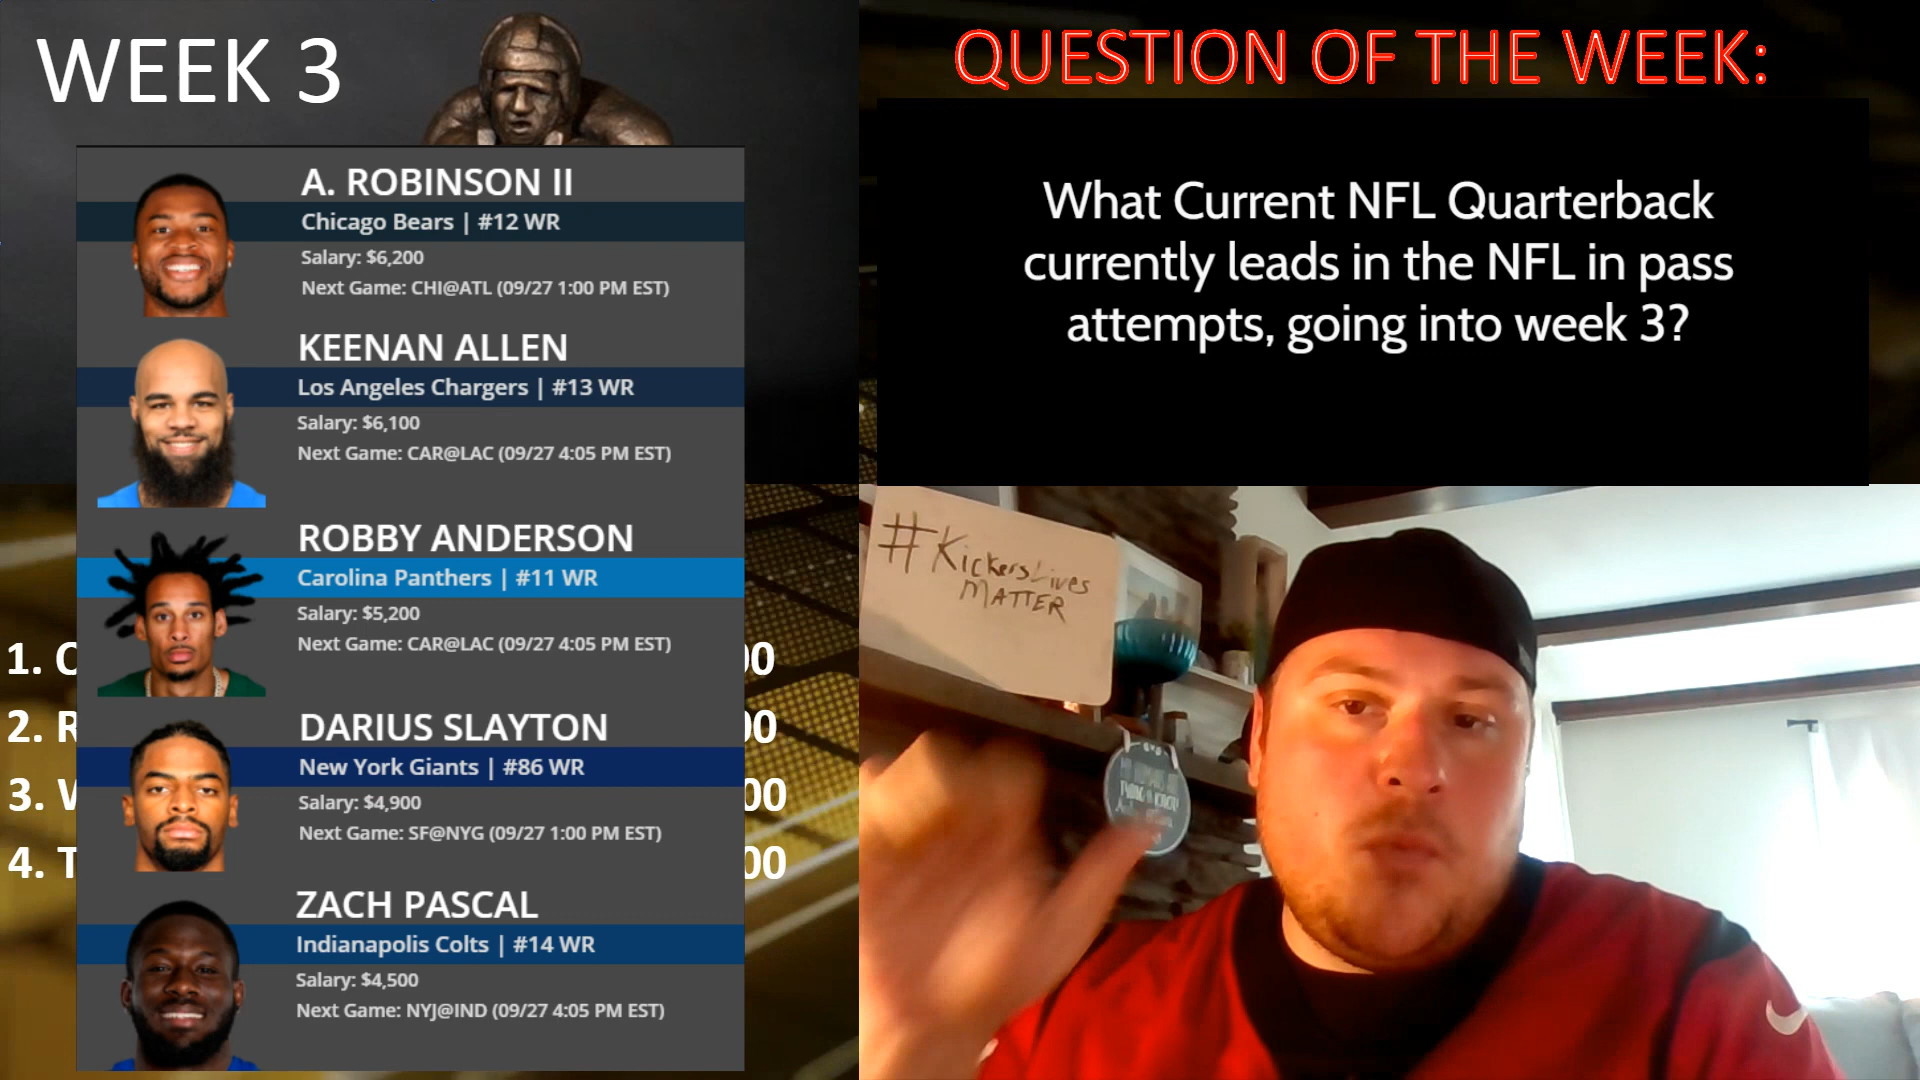 WEEK 3
A. ROBINSON II
Chicago Bears | #12 WR
Salary: $6,200
Next Game: CHI@ATL (09/27 1:00 PM EST)
KEENAN ALLEN
Los Angeles Chargers | #13 WR
Salary: $6,100
Next Game: CAR@LAC (09/27 4:05 PM EST)
ROBBY ANDERSON
Carolina Panthers | #11 WR
Salary: $5,200
Next Game: CAR@LAC (09/27 4:05 PM EST)
DARIUS SLAYTON
New York Giants | #86 WR
Salary: $4,900
Next Game: SF@NYG (09/27 1:00 PM EST)
ZACH PASCAL
Indianapolis Colts | #14 WR
Salary: $4,500
Next Game: NYJ@IND (09/27 4:05 PM EST)
1.
2. R
3.
4. T
QUESTION OF THE WEEK:
What Current NFL Quarterback
currently leads in the NFL in pass
attempts, going into week 3?
#KickersLives
MATTER